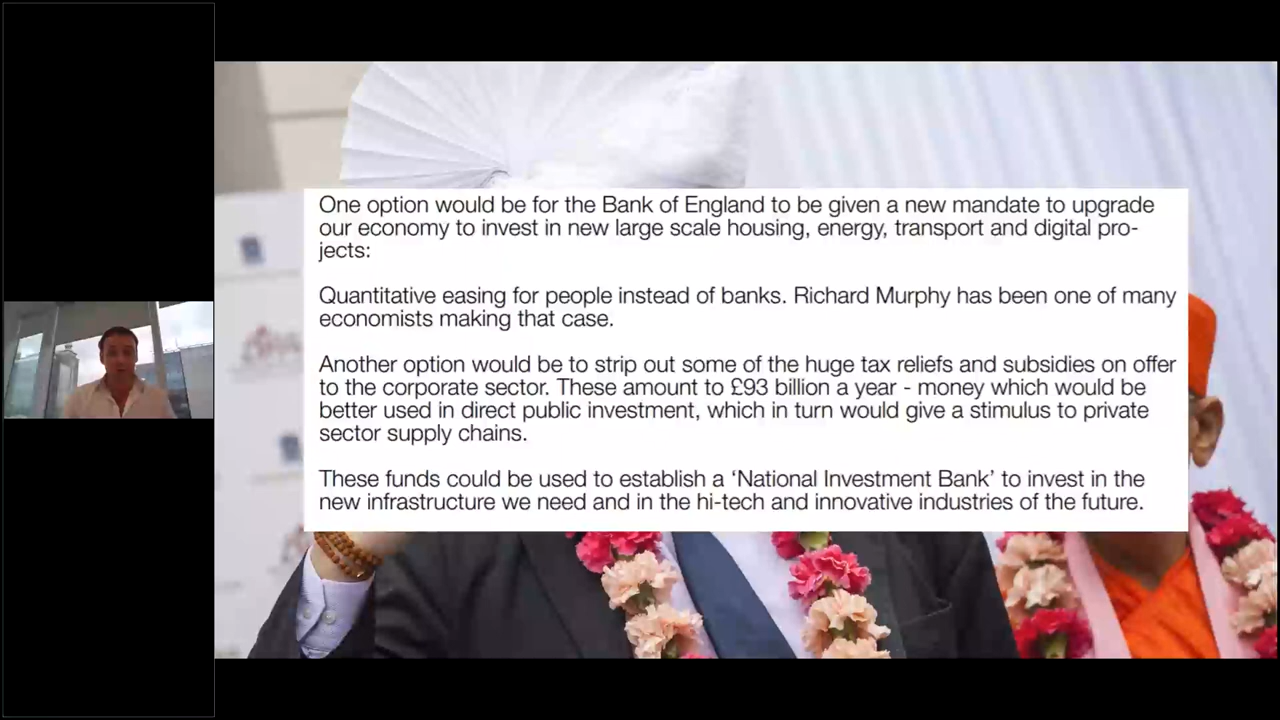 One option would be for the Bank of England to be given a new mandate to upgrade
our economy to invest in new large scale housing, energy, transport and digital pro-
jects:
Quantitative easing for people instead of banks. Richard Murphy has been one of many
economists making that case.
Another option would be to strip out some of the huge tax reliefs and subsidies on offer
to the corporate sector. These amount to £93 billion a year - money which would be
better used in direct public investment, which in turn would give a stimulus to private
sector supply chains.
These funds could be used to establish a ‘National Investment Bank’ to invest in the
new infrastructure we need and in the hi-tech and innovative industries of the future.